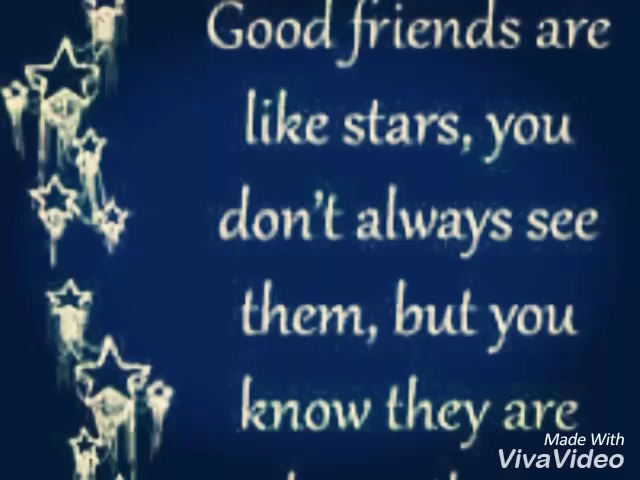 Good friends are
like stars, you
don't always see
them, but you
know they are
Made With
VivaVideo